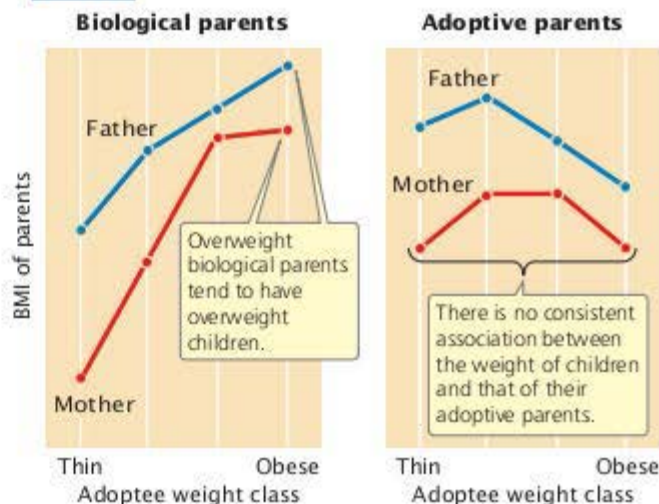 Biological parents
Father
Mother
Overweight
biological parents
tend to have
overweight
children.
BMI of parents
Thin
Obese
Adoptee weight class
Adoptive parents
Father
Mother
There is no consistent
association between
the weight of children
and that of their
adoptive parents.
Thin
Obese
Adoptee weight class